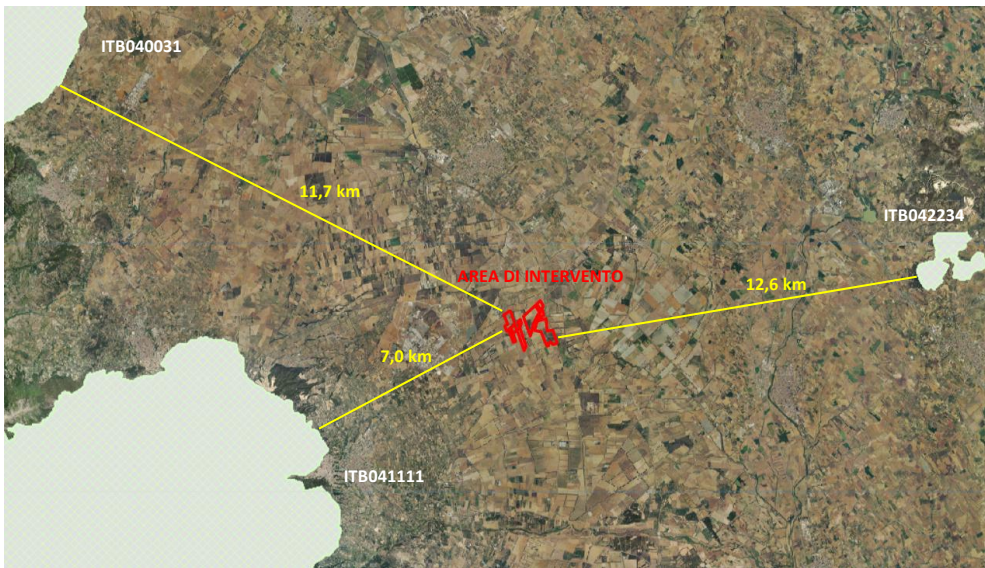 ITB040031
11,7 km
ITB042234
AREA DI INTERVENTO
12,6 km
7,0 km
ITB041111